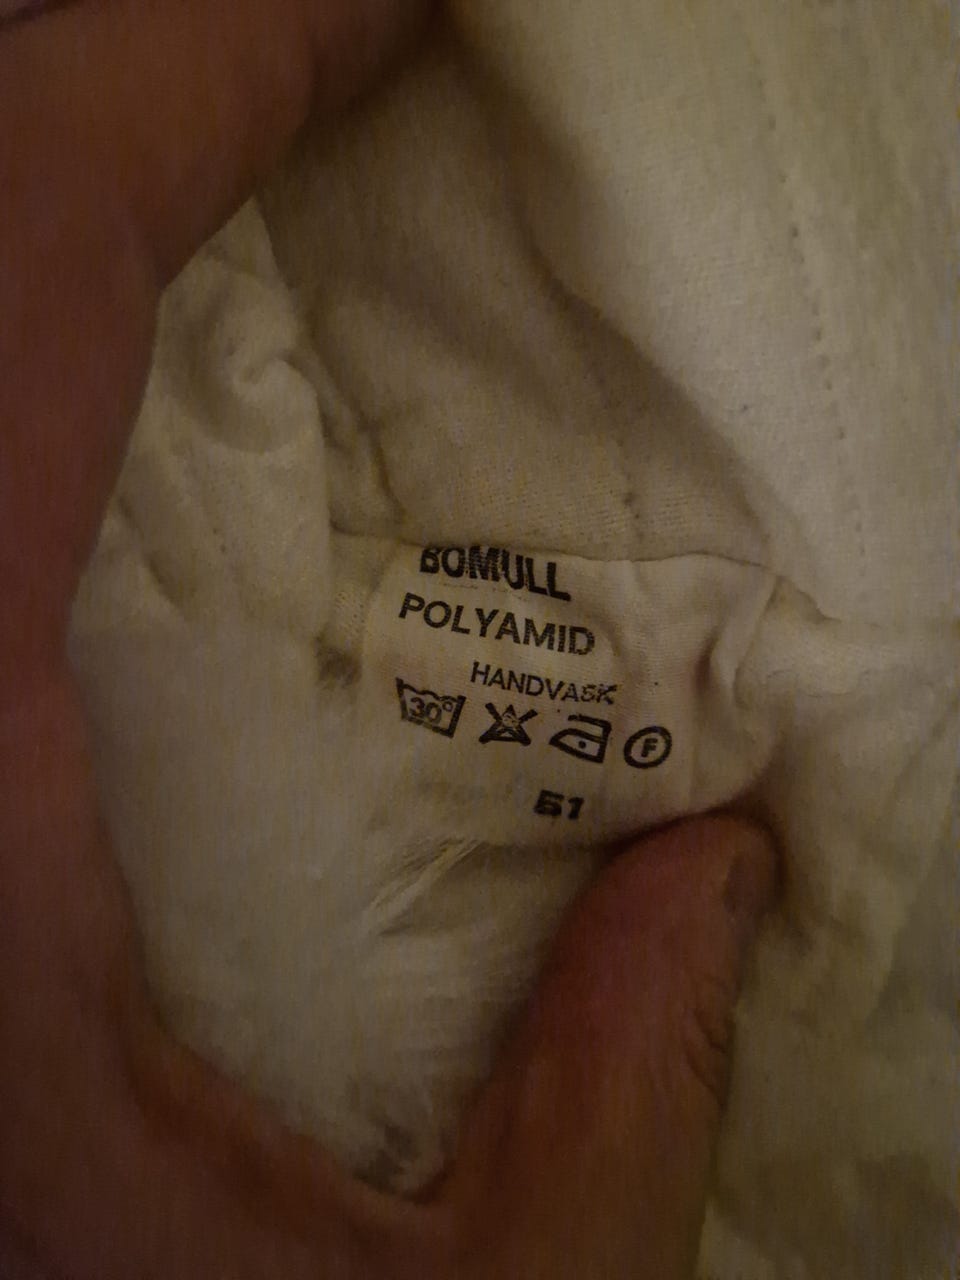 BOMULL
POLYAMID
HANDVASK
30°
F
51